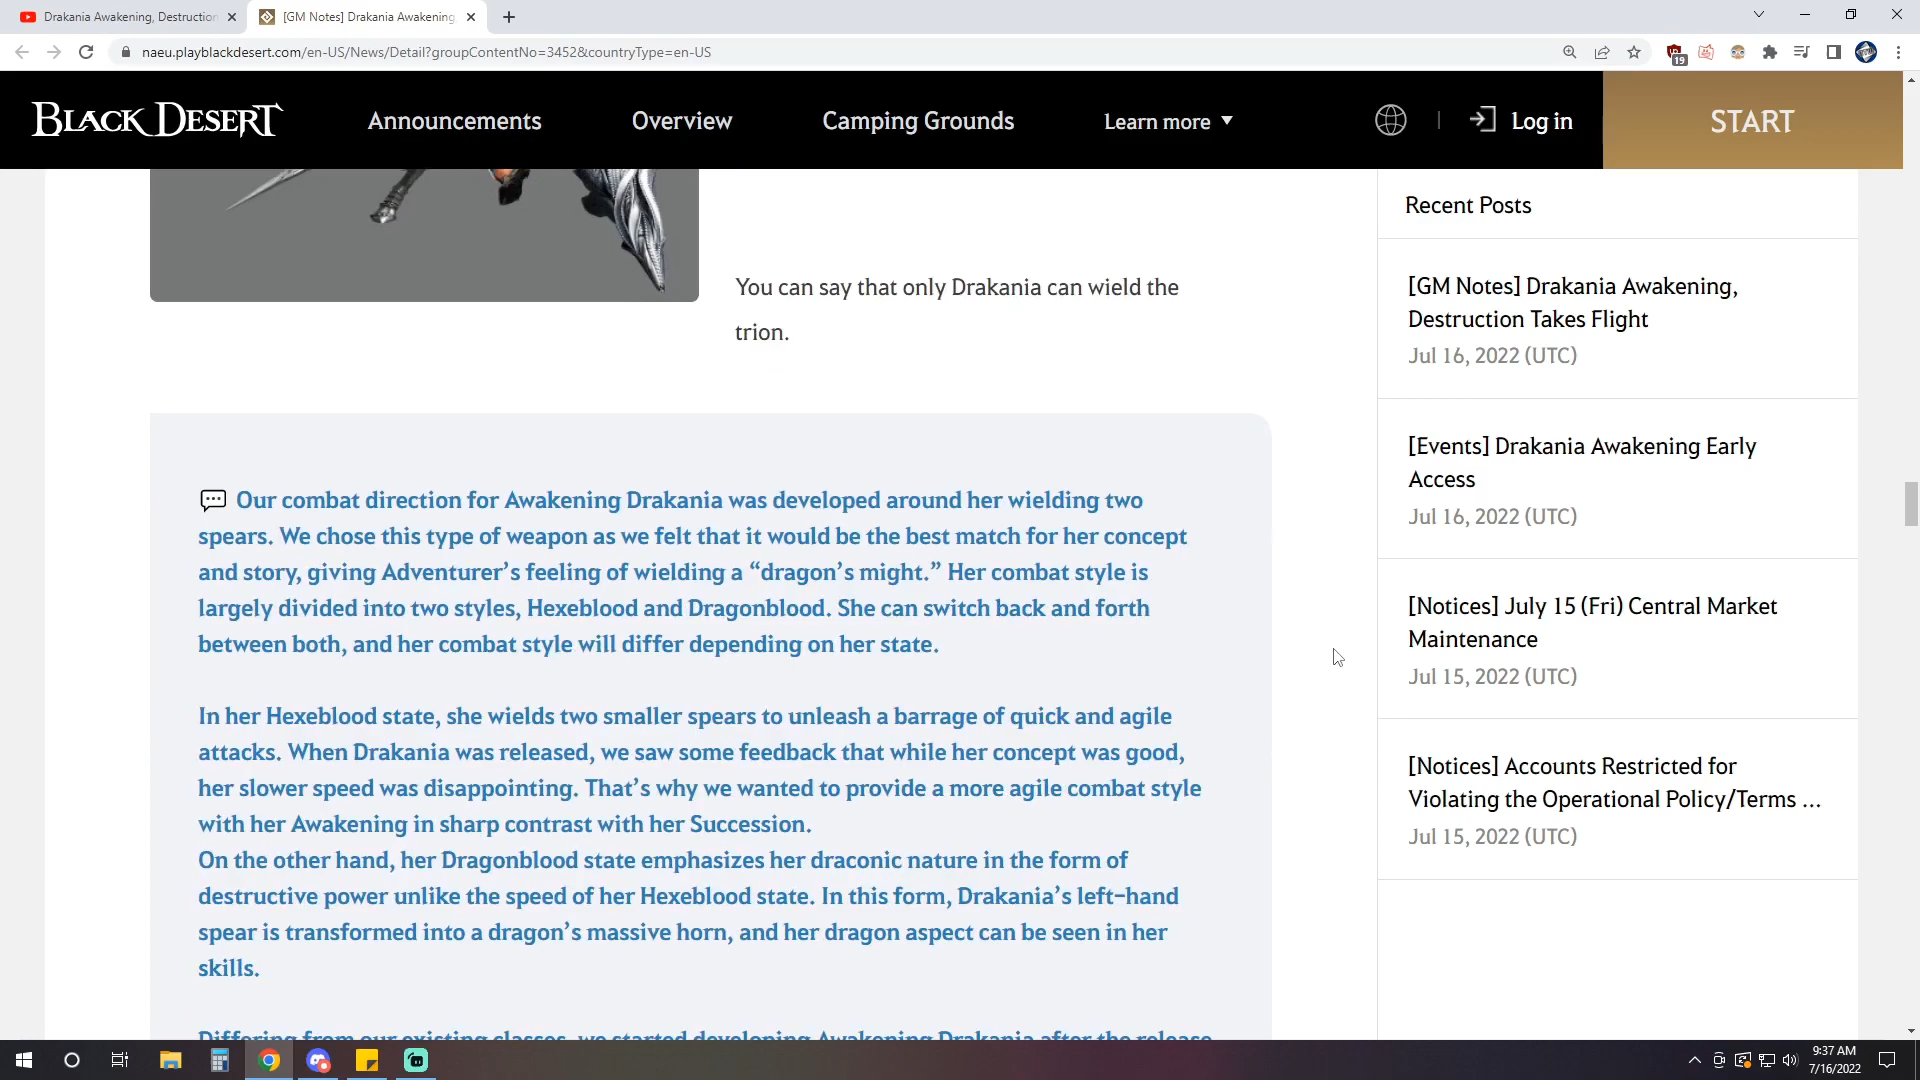 Drakania Awakening, Destruction
[GM Notes] Drakania Awakening,
naeu.playblackdesert.com/en-US/News/Detail?groupContentNo=3452&countryType=en-US
19
BLACK DESERT
Announcements
Overview
Camping Grounds
Learn more
Log in
START
You can say that only Drakania can wield the
trion.
Our combat direction for Awakening Drakania was developed around her wielding two
spears. We chose this type of weapon as we felt that it would be the best match for her concept
and story, giving Adventurer’s feeling of wielding a “dragon’s might.” Her combat style is
largely divided into two styles, Hexeblood and Dragonblood. She can switch back and forth
between both, and her combat style will differ depending on her state.
In her Hexeblood state, she wields two smaller spears to unleash a barrage of quick and agile
attacks. When Drakania was released, we saw some feedback that while her concept was good,
her slower speed was disappointing. That’s why we wanted to provide a more agile combat style
with her Awakening in sharp contrast with her Succession.
On the other hand, her Dragonblood state emphasizes her draconic nature in the form of
destructive power unlike the speed of her Hexeblood state. In this form, Drakania’s left-hand
spear is transformed into a dragon’s massive horn, and her dragon aspect can be seen in her
skills.
Differing from our existing classes, we started developing Awakening Drakania after the release
Recent Posts
[GM Notes] Drakania Awakening,
Destruction Takes Flight
Jul 16, 2022 (UTC)
[Events] Drakania Awakening Early
Access
Jul 16, 2022 (UTC)
[Notices] July 15 (Fri) Central Market
Maintenance
Jul 15, 2022 (UTC)
[Notices] Accounts Restricted for
Violating the Operational Policy/Terms ...
Jul 15, 2022 (UTC)
9:37 AM
7/16/2022